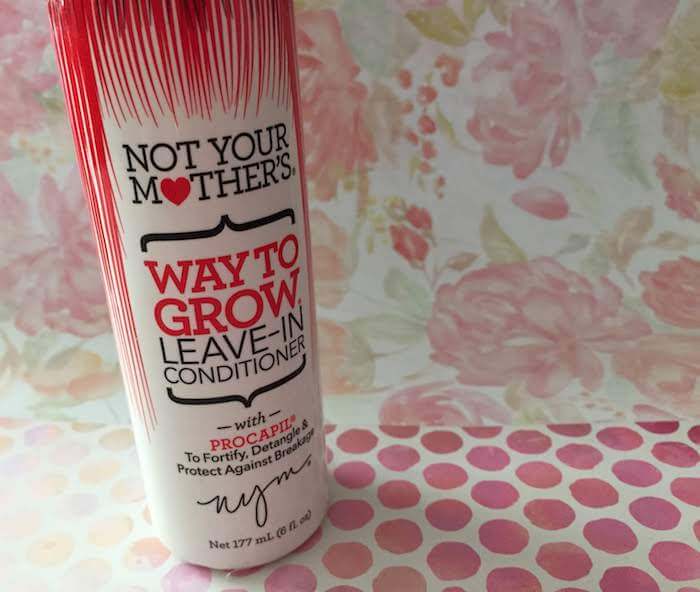 NOT YOUR
M♥THER'S®
WAY TO
GROW.
LEAVE-IN
CONDITIONER
— with —
PROCAPIL®
To Fortify, Detangle &
Protect Against Breakage
nym®
Net 177 mL (6 fl. oz)